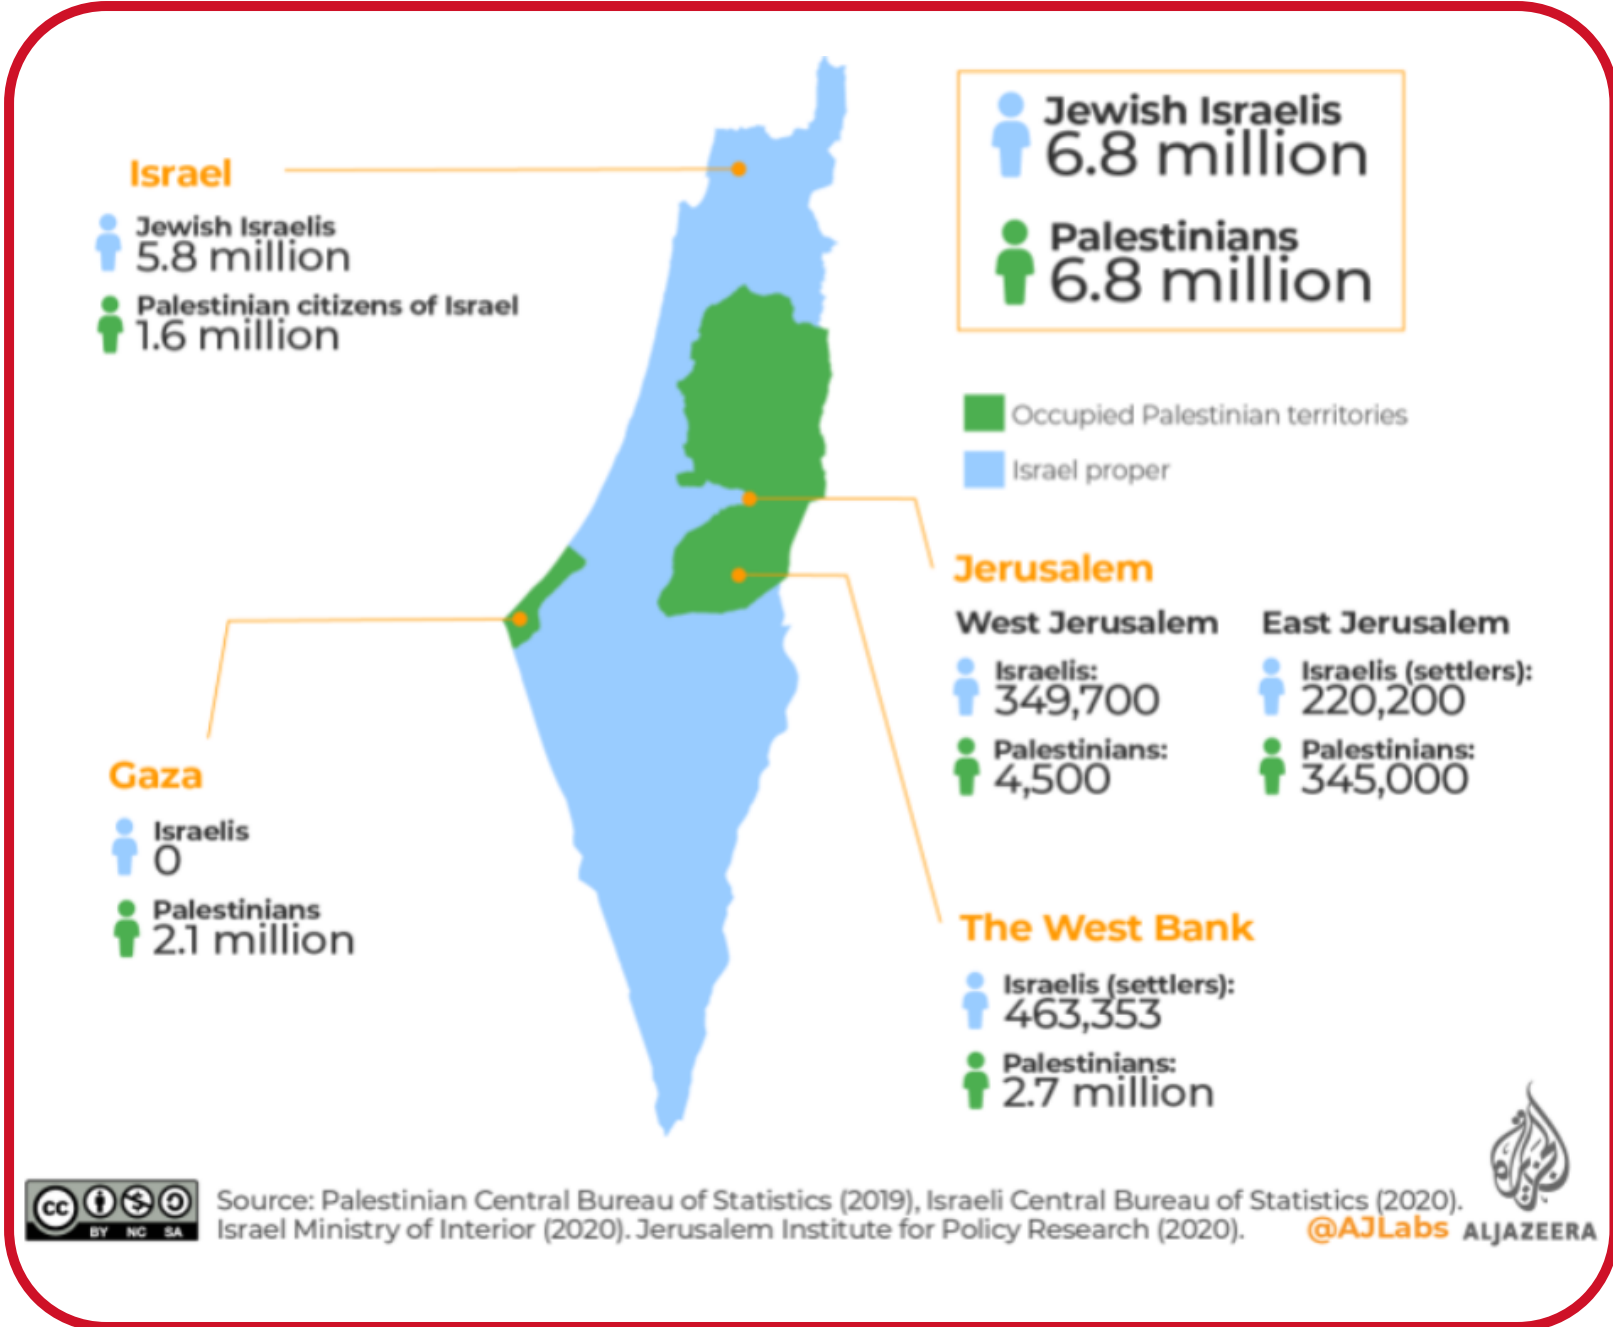 Jewish Israelis
6.8 million
Palestinians
6.8 million
Israel
Jewish Israelis
5.8 million
Palestinian citizens of Israel
1.6 million
Occupied Palestinian territories
Israel proper
Jerusalem
West Jerusalem
Israelis:
349,700
Palestinians:
4,500
East Jerusalem
Israelis (settlers):
220,200
Palestinians:
345,000
Gaza
Israelis
0
Palestinians
2.1 million
The West Bank
Israelis (settlers):
463,353
Palestinians:
2.7 million
cc
BY NC SA
Source: Palestinian Central Bureau of Statistics (2019), Israeli Central Bureau of Statistics (2020).
Israel Ministry of Interior (2020). Jerusalem Institute for Policy Research (2020).
@AJLabs
ALJAZEERA